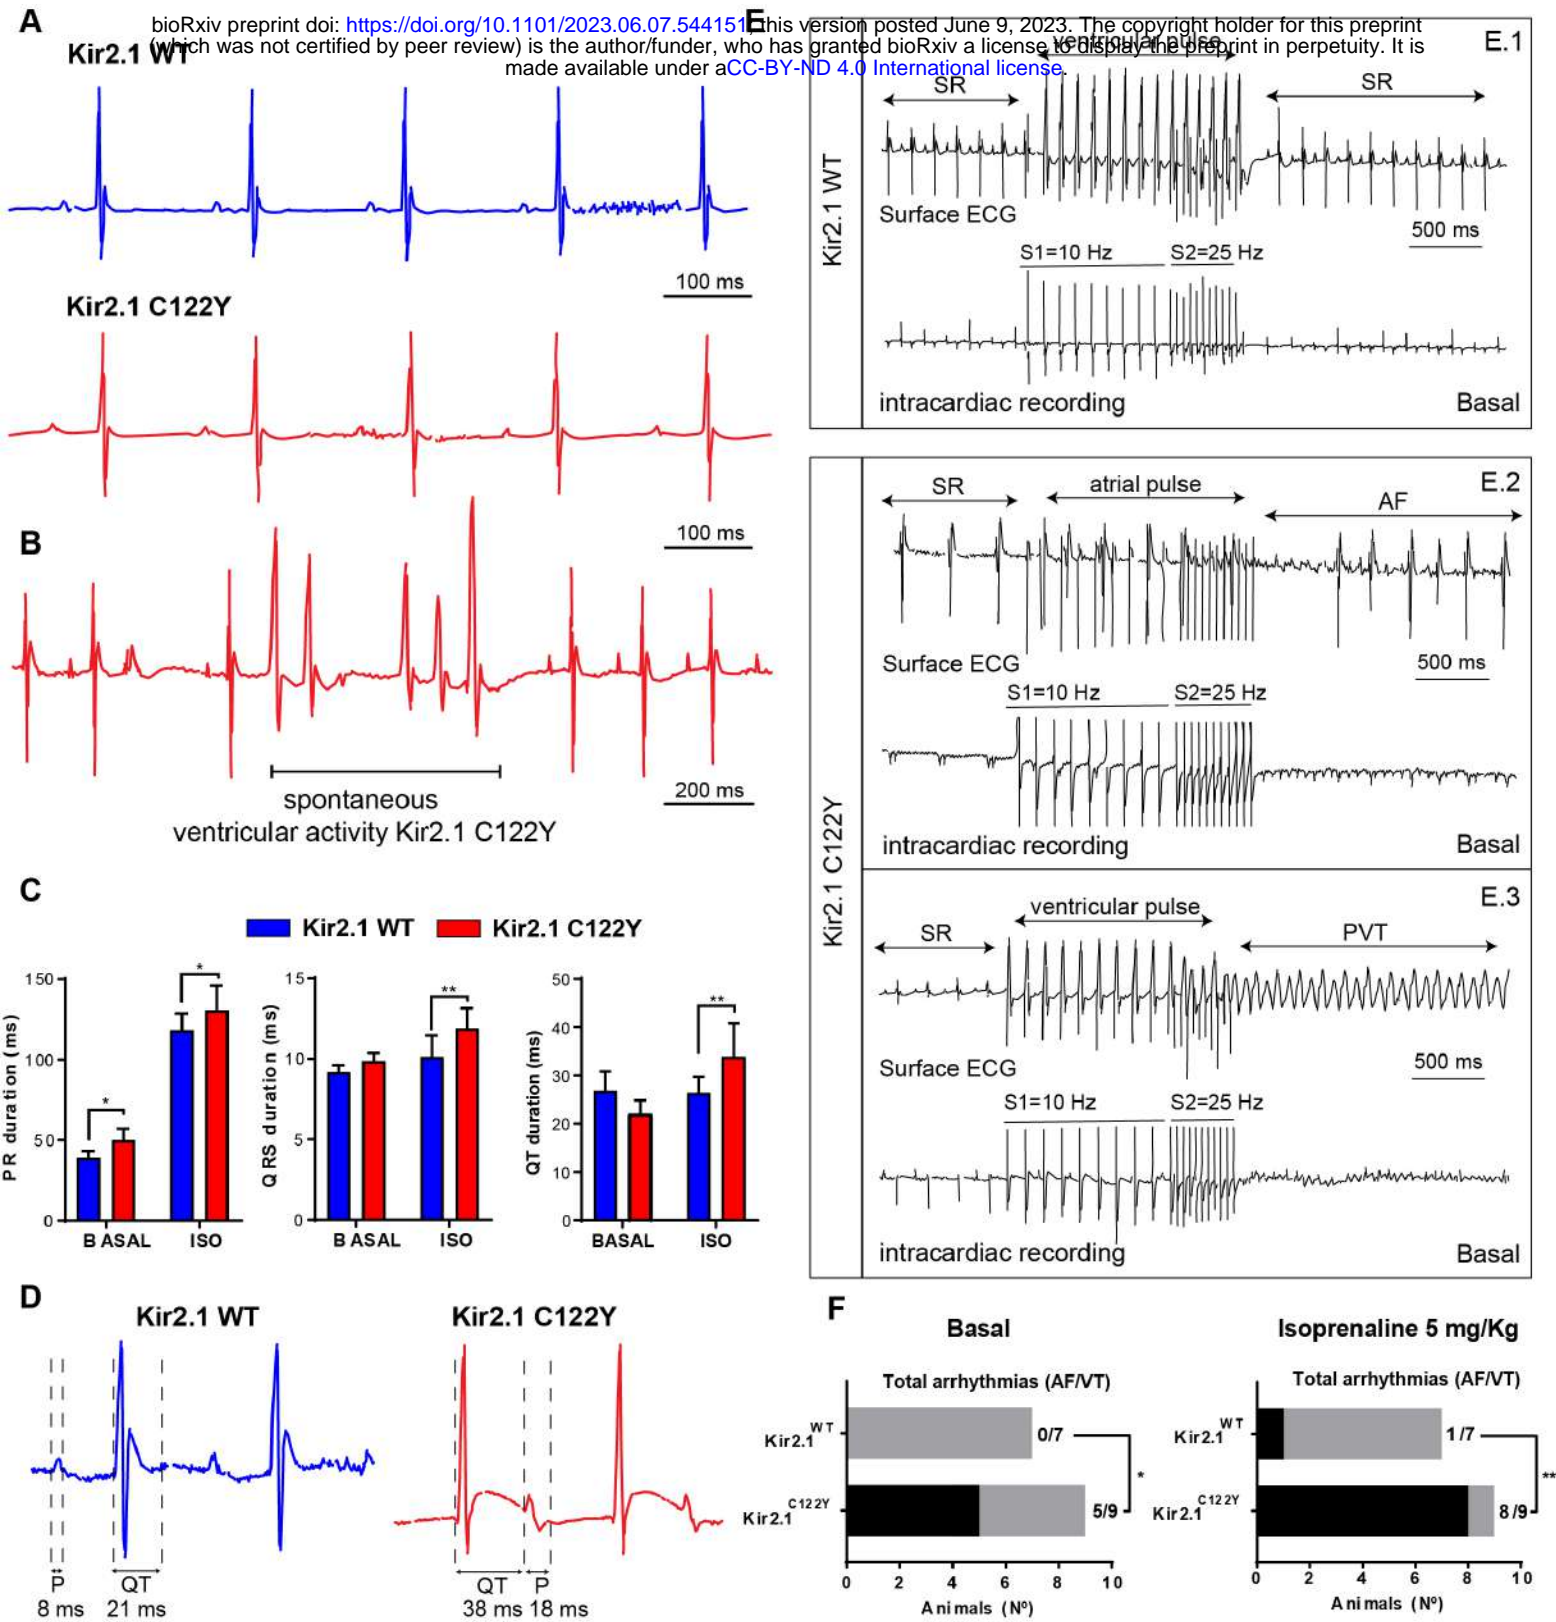 bioRxiv preprint doi: https://doi.org/10.1101/2023.06.07.544151; this version posted June 9, 2023. The copyright holder for this preprint
(which was not certified by peer review) is the author/funder, who has granted bioRxiv a license to display the preprint in perpetuity. It is
made available under aCC-BY-ND 4.0 International license.
A
Kir2.1 WT
100 ms
Kir2.1 C122Y
100 ms
B
200 ms
spontaneous
ventricular activity Kir2.1 C122Y
C
Kir2.1 WT
Kir2.1 C122Y
PR duration (ms)
150
100
50
0
*
*
BASAL
ISO
QRS duration (ms)
15
10
5
0
**
BASAL
ISO
QT duration (ms)
50
40
30
20
10
0
**
BASAL
ISO
D
Kir2.1 WT
P
QT
8 ms
21 ms
Kir2.1 C122Y
QT
P
38 ms
18 ms
E
Kir2.1 WT
E.1
ventricular pulse
SR
SR
Surface ECG
500 ms
S1=10 Hz
S2=25 Hz
intracardiac recording
Basal
Kir2.1 C122Y
E.2
SR
atrial pulse
AF
Surface ECG
500 ms
S1=10 Hz
S2=25 Hz
intracardiac recording
Basal
E.3
ventricular pulse
SR
PVT
Surface ECG
500 ms
S1=10 Hz
S2=25 Hz
intracardiac recording
Basal
F
Basal
Total arrhythmias (AF/VT)
Kir2.1 WT
0/7
*
Kir2.1 C122Y
5/9
0 2 4 6 8 10
Animals (Nº)
Isoprenaline 5 mg/Kg
Total arrhythmias (AF/VT)
Kir2.1 WT
1/7
**
Kir2.1 C122Y
8/9
0 2 4 6 8 10
Animals (Nº)